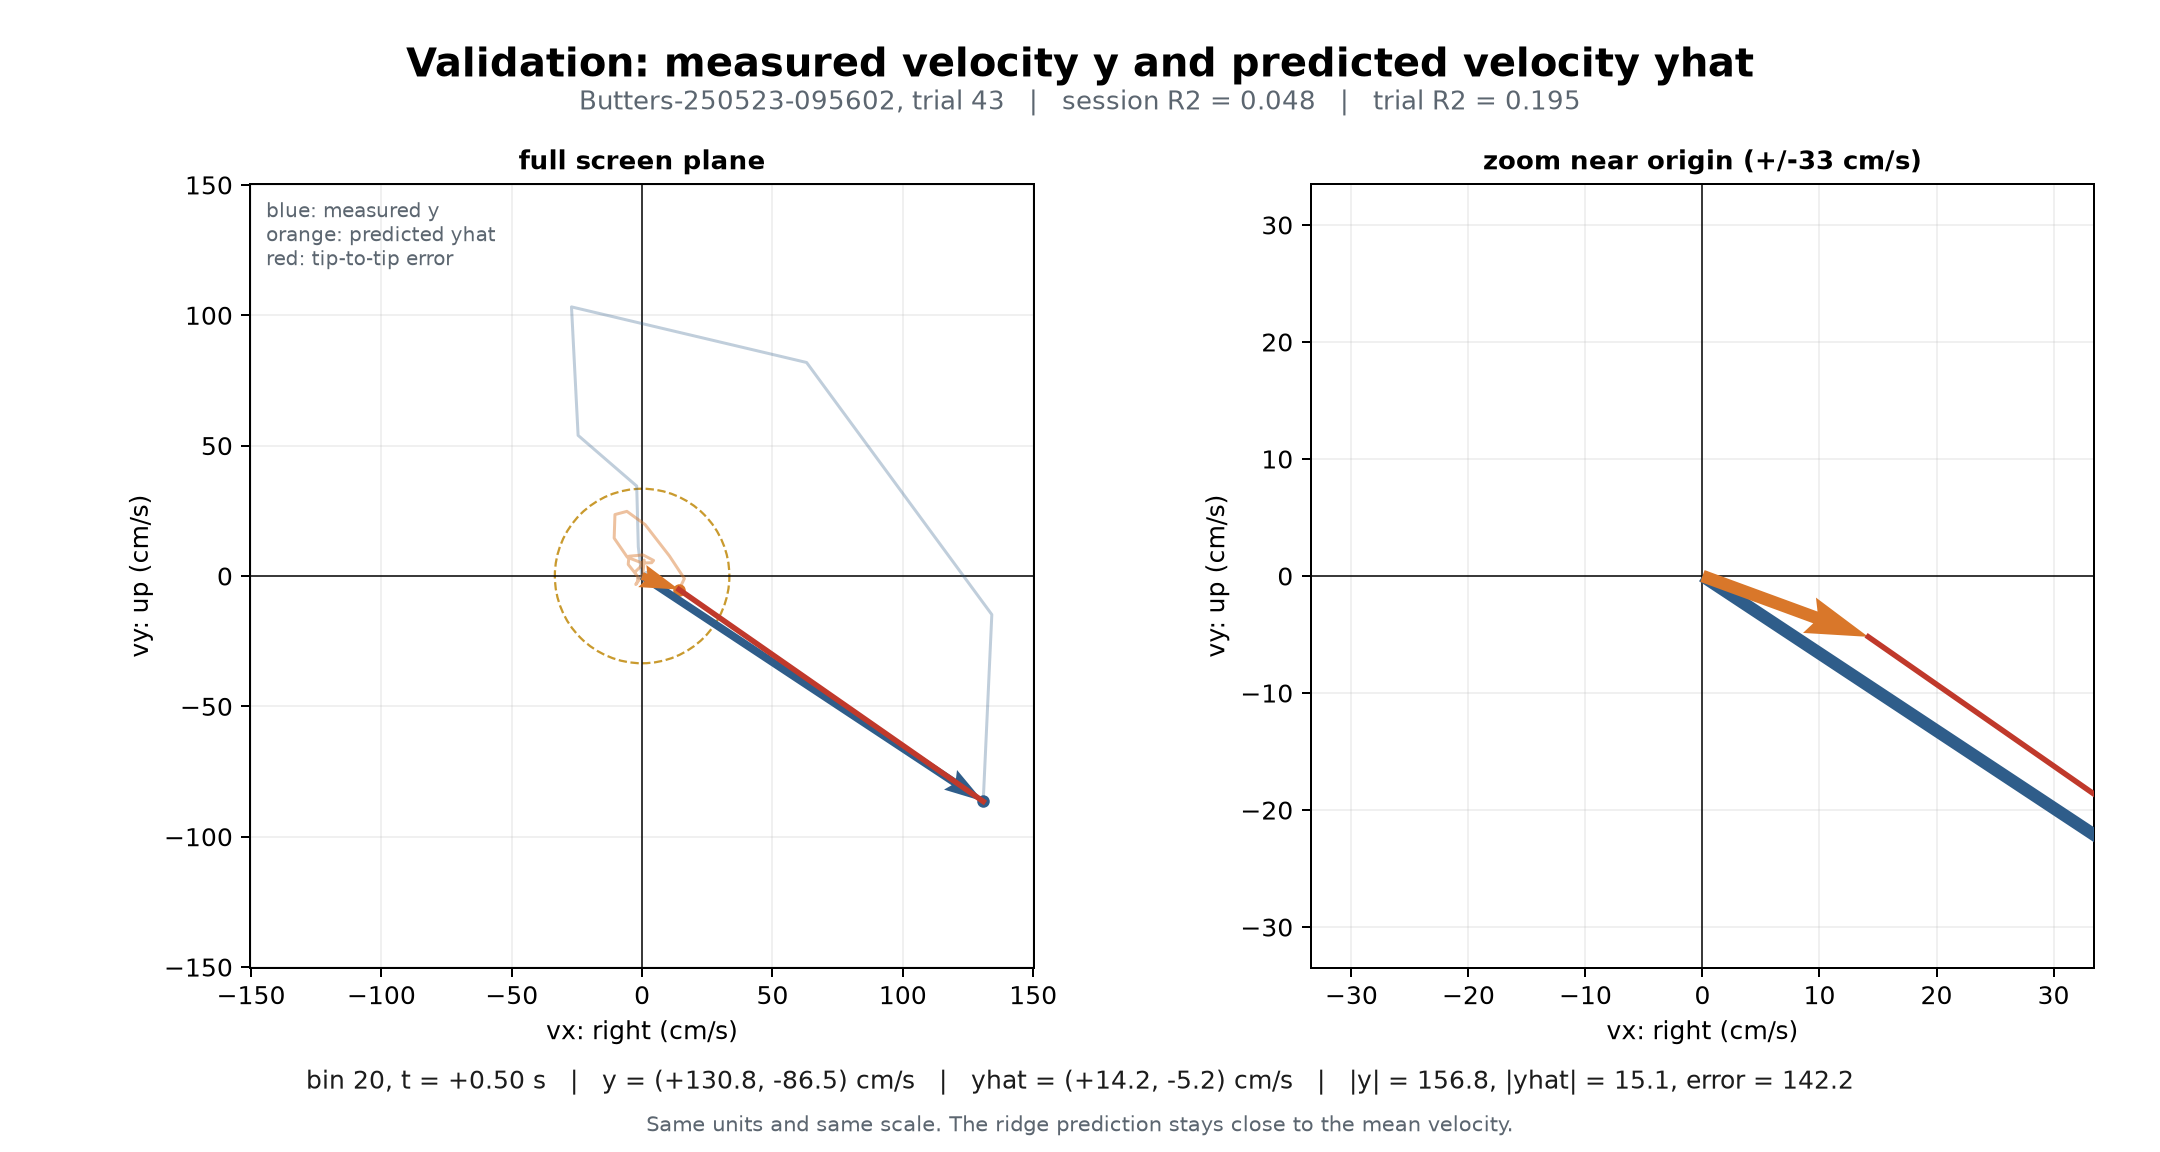 Validation: measured velocity y and predicted velocity yhat
Butters-250523-095602, trial 43   |   session R2 = 0.048   |   trial R2 = 0.195
full screen plane
blue: measured y
orange: predicted yhat
red: tip-to-tip error
150
100
50
0
−50
−100
−150
vy: up (cm/s)
−150 −100 −50 0 50 100 150
vx: right (cm/s)
zoom near origin (+/-33 cm/s)
30
20
10
0
−10
−20
−30
vy: up (cm/s)
−30 −20 −10 0 10 20 30
vx: right (cm/s)
bin 20, t = +0.50 s   |   y = (+130.8, -86.5) cm/s   |   yhat = (+14.2, -5.2) cm/s   |   |y| = 156.8, |yhat| = 15.1, error = 142.2
Same units and same scale. The ridge prediction stays close to the mean velocity.